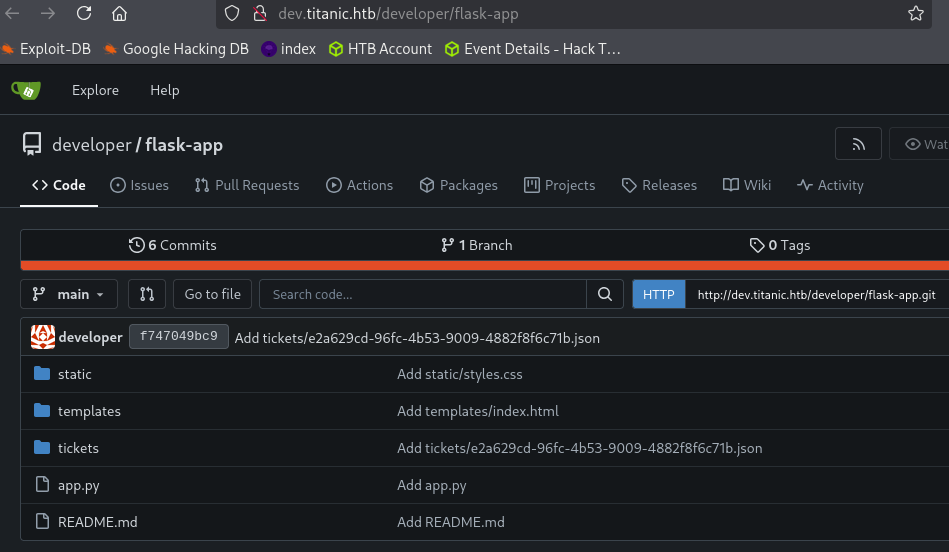 dev.titanic.htb/developer/flask-app
Exploit-DB Google Hacking DB index HTB Account Event Details - Hack T…
Explore Help
developer / flask-app Wat
Code Issues Pull Requests Actions Packages Projects Releases Wiki Activity
6 Commits 1 Branch 0 Tags
main Go to file Search code... HTTP http://dev.titanic.htb/developer/flask-app.git
developer f747049bc9 Add tickets/e2a629cd-96fc-4b53-9009-4882f8f6c71b.json
static Add static/styles.css
templates Add templates/index.html
tickets Add tickets/e2a629cd-96fc-4b53-9009-4882f8f6c71b.json
app.py Add app.py
README.md Add README.md